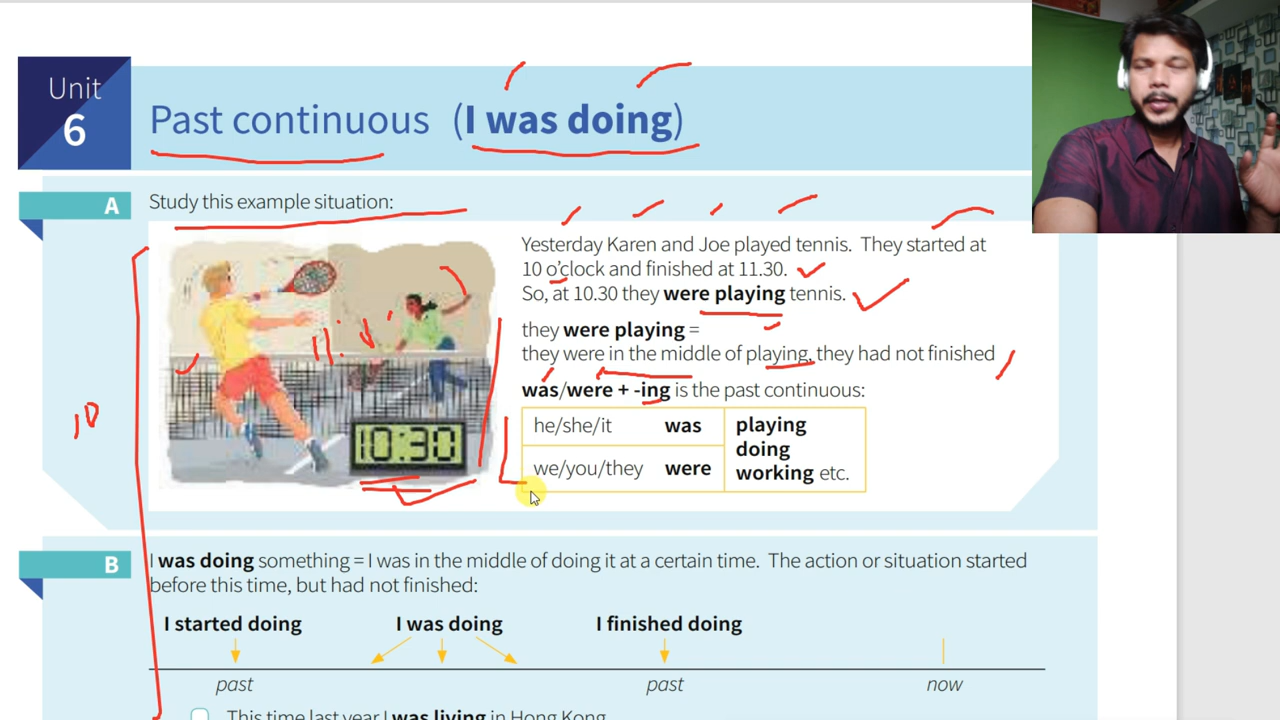 Unit
6
Past continuous (I was doing)
A
Study this example situation:
Yesterday Karen and Joe played tennis. They started at
10 o’clock and finished at 11.30.
So, at 10.30 they were playing tennis.
they were playing =
they were in the middle of playing, they had not finished
was/were + -ing is the past continuous:
he/she/it was playing
doing
we/you/they were working etc.
10:30
10
B
I was doing something = I was in the middle of doing it at a certain time. The action or situation started
before this time, but had not finished:
I started doing I was doing I finished doing
past past now
This time last year I was living in Hong Kong